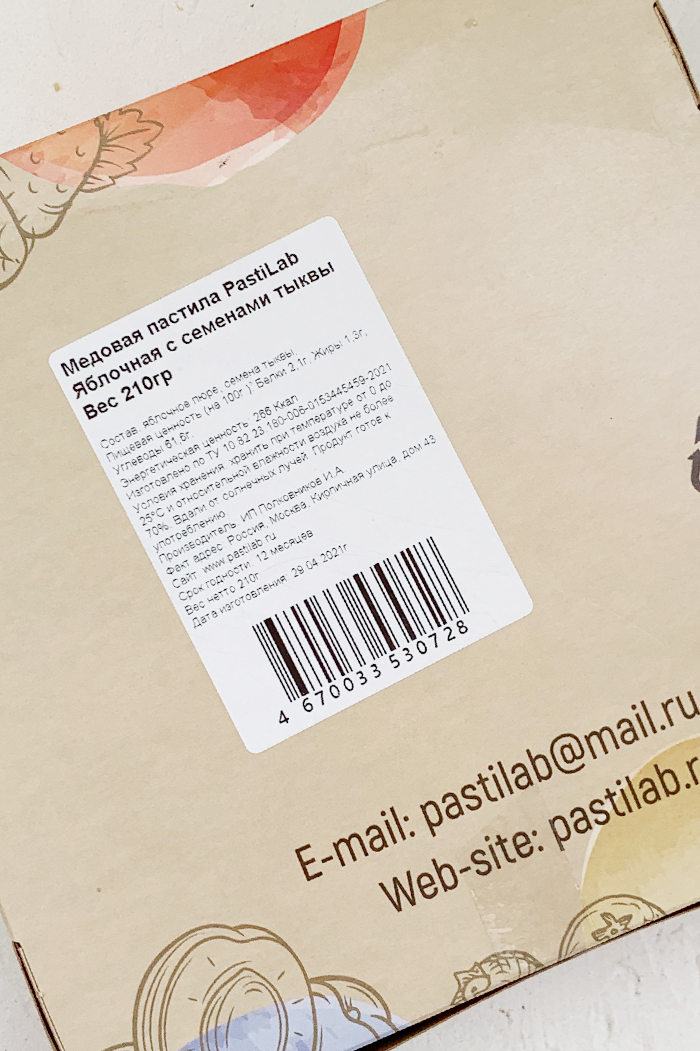 Медовая пастила PastiLab
Яблочная с семенами тыквы
Вес 210гр
Состав: яблочное пюре, семена тыквы.
Пищевая ценность (на 100г.): Белки 2,1г, Жиры 1,3г,
Углеводы 61,6г.
Энергетическая ценность: 266 Ккал
Изготовлено по ТУ 10.82.23.180-006-0153445459-2021
Условия хранения: хранить при температуре от 0 до
25°C и относительной влажности воздуха не более
70%. Вдали от солнечных лучей. Продукт готов к
употреблению.
Производитель: ИП Полковников И.А.
Факт.адрес: Россия, Москва, Кирпичная улица, дом 43
Сайт: www.pastilab.ru
Срок годности: 12 месяцев
Вес нетто 210г
Дата изготовления: 29.04.2021г
4 670033 530728
E-mail: pastilab@mail.ru
Web-site: pastilab.r